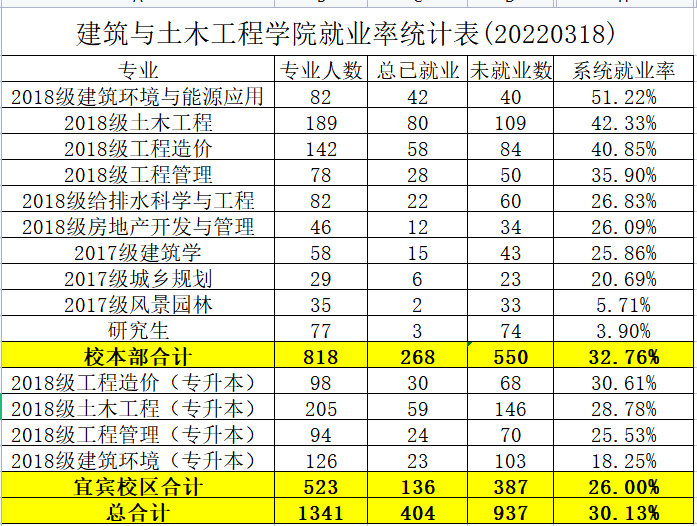 建筑与土木工程学院就业率统计表(20220318)
专业 专业人数 总已就业 未就业数 系统就业率
2018级建筑环境与能源应用 82 42 40 51.22%
2018级土木工程 189 80 109 42.33%
2018级工程造价 142 58 84 40.85%
2018级工程管理 78 28 50 35.90%
2018级给排水科学与工程 82 22 60 26.83%
2018级房地产开发与管理 46 12 34 26.09%
2017级建筑学 58 15 43 25.86%
2017级城乡规划 29 6 23 20.69%
2017级风景园林 35 2 33 5.71%
研究生 77 3 74 3.90%
校本部合计 818 268 550 32.76%
2018级工程造价（专升本） 98 30 68 30.61%
2018级土木工程（专升本） 205 59 146 28.78%
2018级工程管理（专升本） 94 24 70 25.53%
2018级建筑环境（专升本） 126 23 103 18.25%
宜宾校区合计 523 136 387 26.00%
总合计 1341 404 937 30.13%